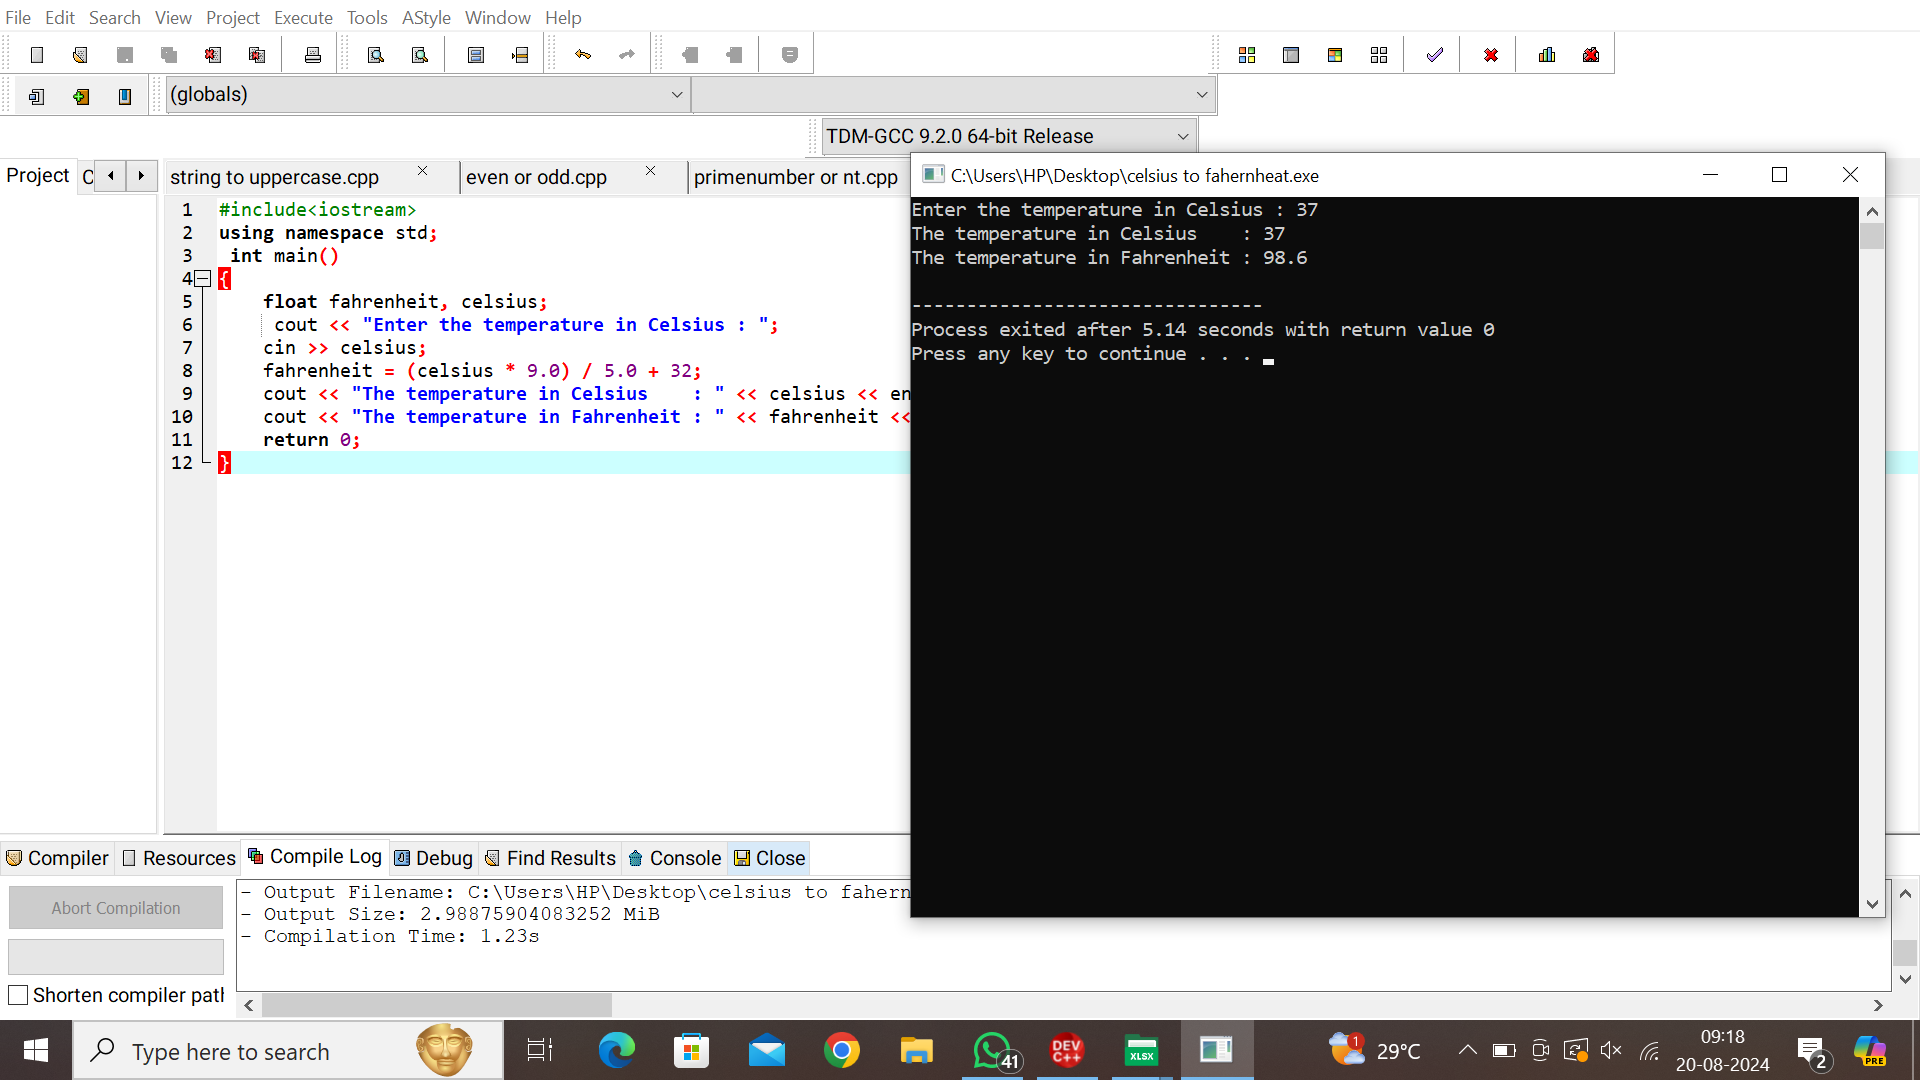 File Edit Search View Project Execute Tools AStyle Window Help
(globals)
TDM-GCC 9.2.0 64-bit Release
Project C
string to uppercase.cpp even or odd.cpp primenumber or nt.cpp
C:\Users\HP\Desktop\celsius to fahernheat.exe
1 #include<iostream>
2 using namespace std;
3 int main()
4 {
5 float fahrenheit, celsius;
6 cout << "Enter the temperature in Celsius : ";
7 cin >> celsius;
8 fahrenheit = (celsius * 9.0) / 5.0 + 32;
9 cout << "The temperature in Celsius    : " << celsius << en
10 cout << "The temperature in Fahrenheit : " << fahrenheit <<
11 return 0;
12 }
Enter the temperature in Celsius : 37
The temperature in Celsius    : 37
The temperature in Fahrenheit : 98.6
--------------------------------
Process exited after 5.14 seconds with return value 0
Press any key to continue . . .
Compiler Resources Compile Log Debug Find Results Console Close
Abort Compilation
Shorten compiler path
- Output Filename: C:\Users\HP\Desktop\celsius to fahern
- Output Size: 2.98875904083252 MiB
- Compilation Time: 1.23s
Type here to search
41
DEV C++
XLSX
1
29°C
09:18
20-08-2024
2
PRE